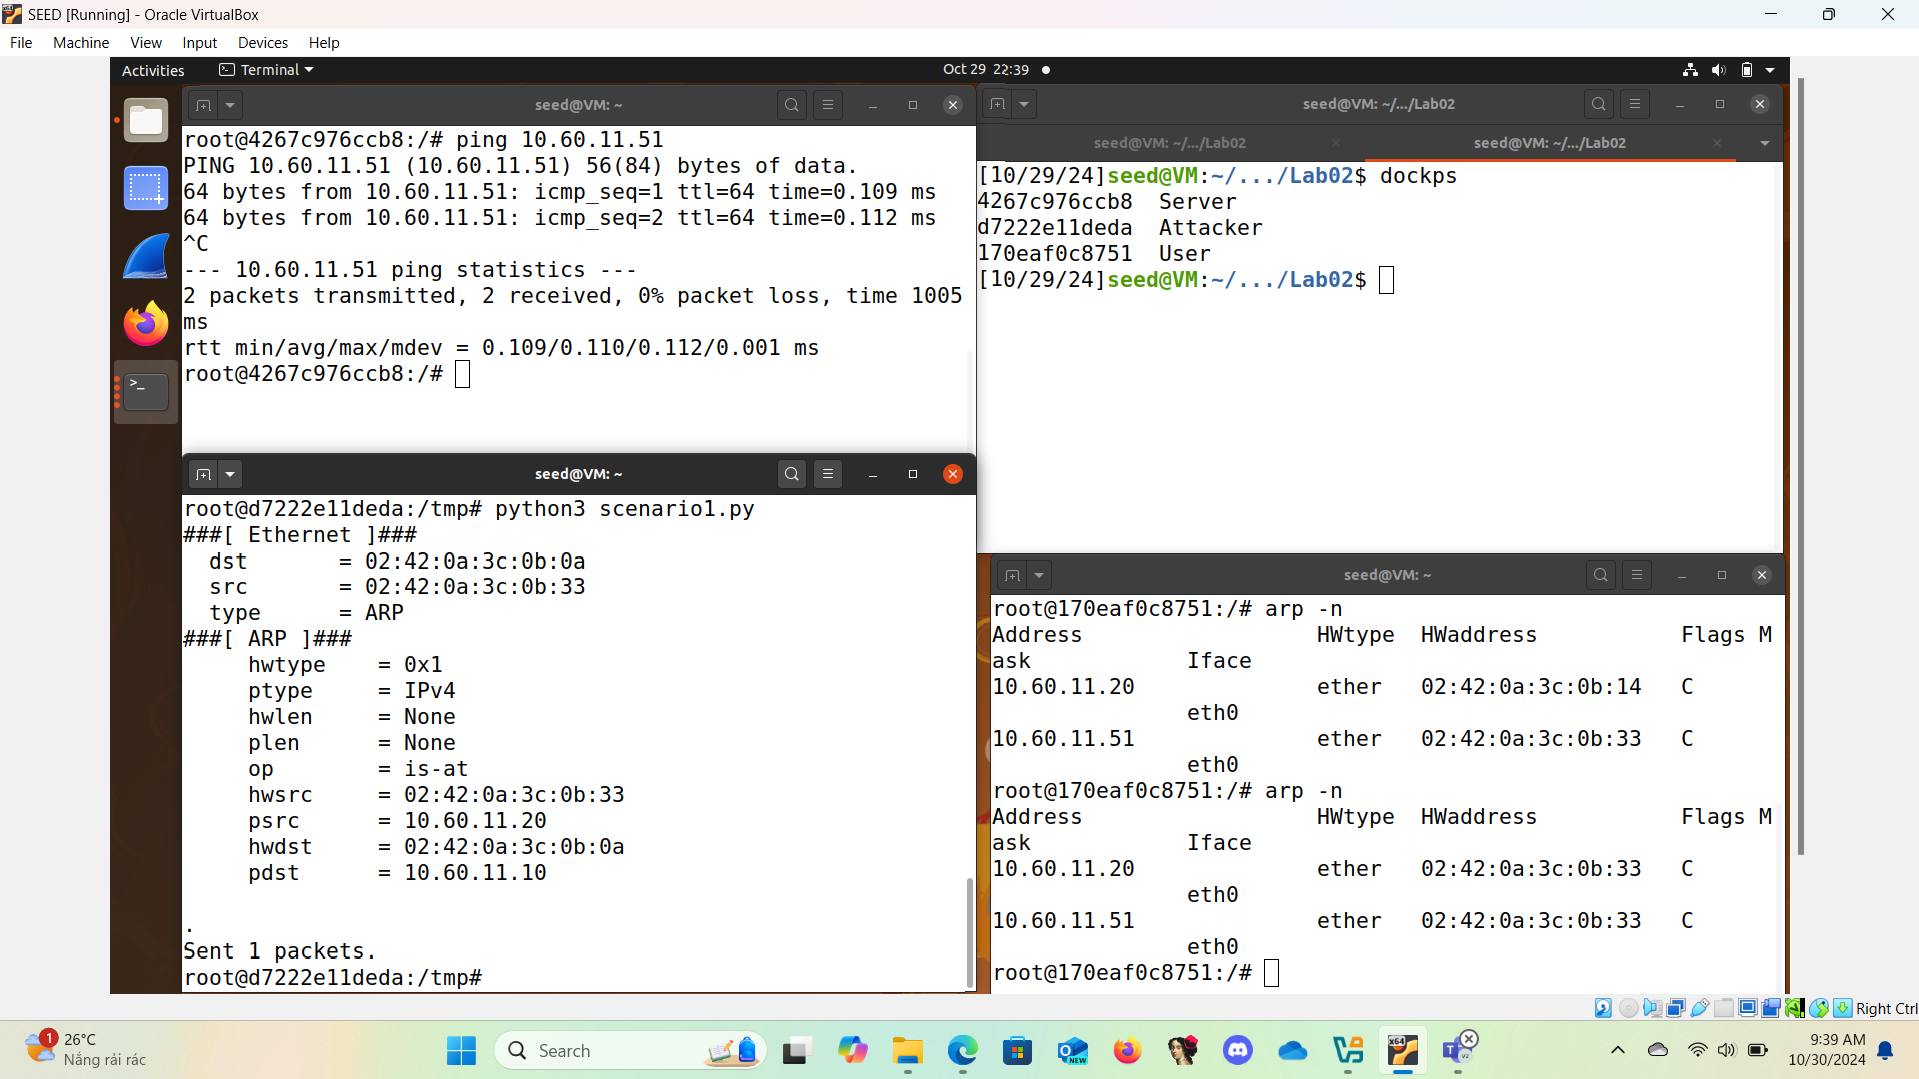 SEED [Running] - Oracle VirtualBox
File Machine View Input Devices Help
Activities Terminal Oct 29 22:39
seed@VM: ~
root@4267c976ccb8:/# ping 10.60.11.51
PING 10.60.11.51 (10.60.11.51) 56(84) bytes of data.
64 bytes from 10.60.11.51: icmp_seq=1 ttl=64 time=0.109 ms
64 bytes from 10.60.11.51: icmp_seq=2 ttl=64 time=0.112 ms
^C
--- 10.60.11.51 ping statistics ---
2 packets transmitted, 2 received, 0% packet loss, time 1005
ms
rtt min/avg/max/mdev = 0.109/0.110/0.112/0.001 ms
root@4267c976ccb8:/#
seed@VM: ~/.../Lab02
seed@VM: ~/.../Lab02 seed@VM: ~/.../Lab02
[10/29/24]seed@VM:~/.../Lab02$ dockps
4267c976ccb8 Server
d7222e11deda Attacker
170eaf0c8751 User
[10/29/24]seed@VM:~/.../Lab02$
seed@VM: ~
root@d7222e11deda:/tmp# python3 scenario1.py
###[ Ethernet ]###
dst = 02:42:0a:3c:0b:0a
src = 02:42:0a:3c:0b:33
type = ARP
###[ ARP ]###
hwtype = 0x1
ptype = IPv4
hwlen = None
plen = None
op = is-at
hwsrc = 02:42:0a:3c:0b:33
psrc = 10.60.11.20
hwdst = 02:42:0a:3c:0b:0a
pdst = 10.60.11.10
.
Sent 1 packets.
root@d7222e11deda:/tmp#
seed@VM: ~
root@170eaf0c8751:/# arp -n
Address HWtype HWaddress Flags M
ask Iface
10.60.11.20 ether 02:42:0a:3c:0b:14 C
eth0
10.60.11.51 ether 02:42:0a:3c:0b:33 C
eth0
root@170eaf0c8751:/# arp -n
Address HWtype HWaddress Flags M
ask Iface
10.60.11.20 ether 02:42:0a:3c:0b:33 C
eth0
10.60.11.51 ether 02:42:0a:3c:0b:33 C
eth0
root@170eaf0c8751:/#
Right Ctrl
1
26°C
Nắng rải rác
Search
NEW
x64
9:39 AM
10/30/2024